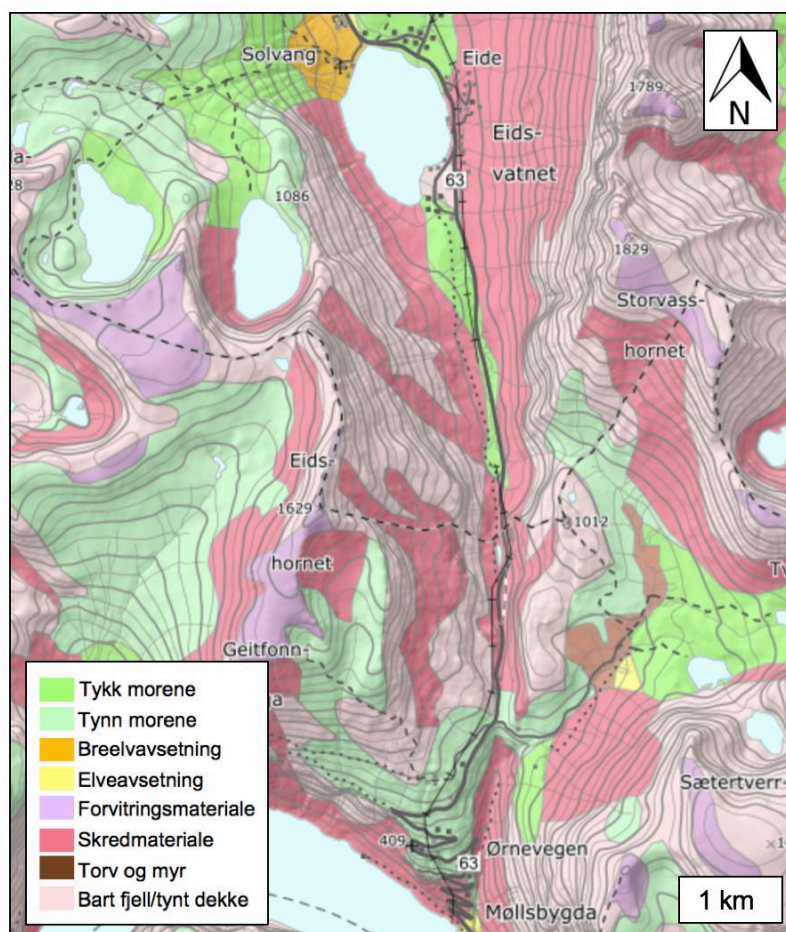 Solvang
Eide
1789
N
Eids-
vatnet
63
1086
1829
Storvass-
hornet
Eids-
1629
hornet
1012
Geitfonn-
Sætertverr-
409
63
Ørnevegen
Møllsbygda
Tykk morene
Tynn morene
Breelvavsetning
Elveavsetning
Forvitringsmateriale
Skredmateriale
Torv og myr
Bart fjell/tynt dekke
1 km